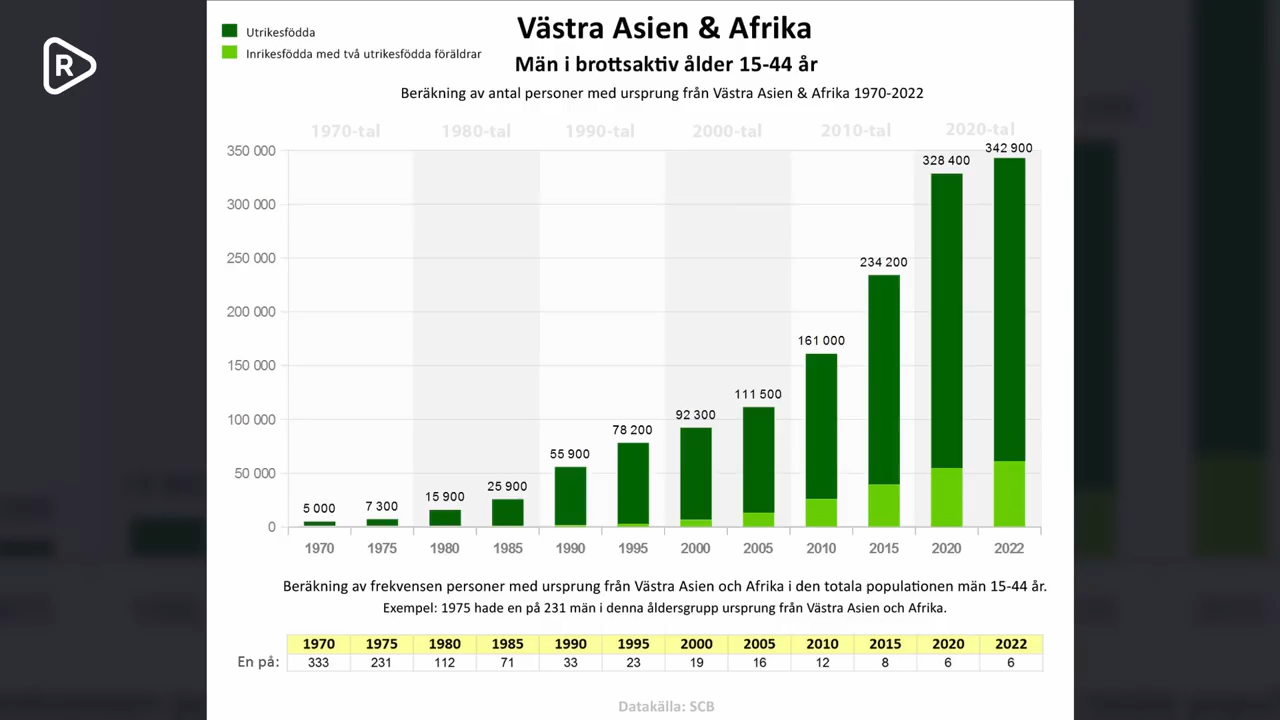 R
Västra Asien & Afrika
Utrikesfödda
Inrikesfödda med två utrikesfödda föräldrar
Män i brottsaktiv ålder 15-44 år
Beräkning av antal personer med ursprung från Västra Asien & Afrika 1970-2022
1970-tal 1980-tal 1990-tal 2000-tal 2010-tal 2020-tal
350 000
300 000
250 000
200 000
150 000
100 000
50 000
0
5 000 7 300 15 900 25 900 55 900 78 200 92 300 111 500 161 000 234 200 328 400 342 900
1970 1975 1980 1985 1990 1995 2000 2005 2010 2015 2020 2022
Beräkning av frekvensen personer med ursprung från Västra Asien och Afrika i den totala populationen män 15-44 år.
Exempel: 1975 hade en på 231 män i denna åldersgrupp ursprung från Västra Asien och Afrika.
1970 1975 1980 1985 1990 1995 2000 2005 2010 2015 2020 2022
En på: 333 231 112 71 33 23 19 16 12 8 6 6
Datakälla: SCB